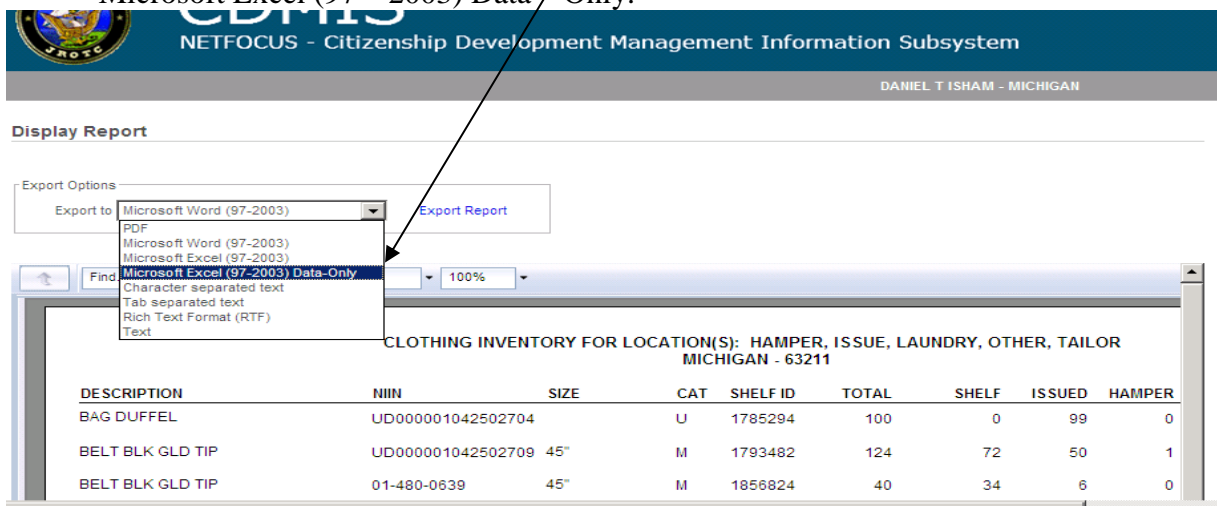 Microsoft Excel (97 – 2003) Data – Only.
CDMIS
NETFOCUS - Citizenship Development Management Information Subsystem
JROTC
DANIEL T ISHAM - MICHIGAN
Display Report
Export Options
Export to Microsoft Word (97-2003) Export Report
PDF
Microsoft Word (97-2003)
Microsoft Excel (97-2003)
Microsoft Excel (97-2003) Data-Only
Character separated text
Tab separated text
Rich Text Format (RTF)
Text
Find. 100%
CLOTHING INVENTORY FOR LOCATION(S): HAMPER, ISSUE, LAUNDRY, OTHER, TAILOR
MICHIGAN - 63211
DESCRIPTION NIIN SIZE CAT SHELF ID TOTAL SHELF ISSUED HAMPER
BAG DUFFEL UD000001042502704 U 1785294 100 0 99 0
BELT BLK GLD TIP UD000001042502709 45" M 1793482 124 72 50 1
BELT BLK GLD TIP 01-480-0639 45" M 1856824 40 34 6 0